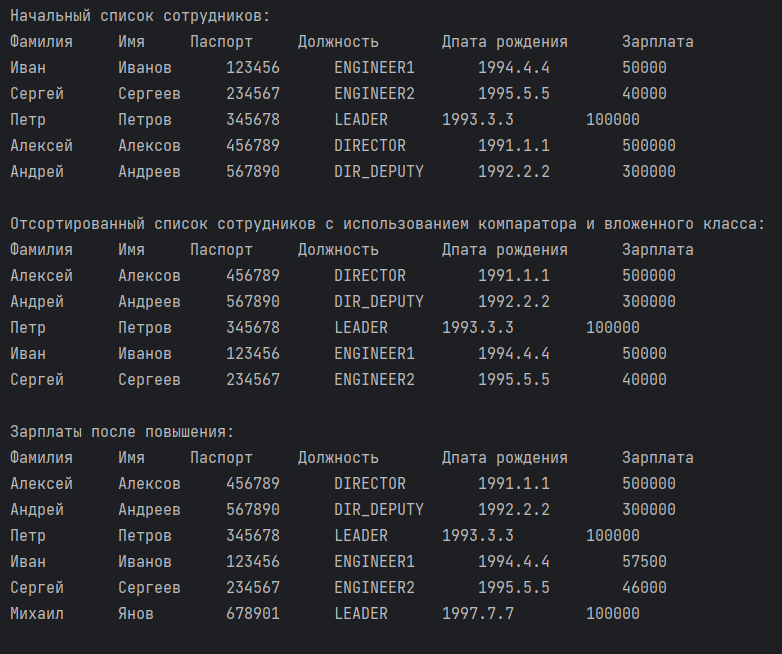 Начальный список сотрудников:
Фамилия Имя Паспорт Должность Дпата рождения Зарплата
Иван Иванов 123456 ENGINEER1 1994.4.4 50000
Сергей Сергеев 234567 ENGINEER2 1995.5.5 40000
Петр Петров 345678 LEADER 1993.3.3 100000
Алексей Алексов 456789 DIRECTOR 1991.1.1 500000
Андрей Андреев 567890 DIR_DEPUTY 1992.2.2 300000
Отсортированный список сотрудников с использованием компаратора и вложенного класса:
Фамилия Имя Паспорт Должность Дпата рождения Зарплата
Алексей Алексов 456789 DIRECTOR 1991.1.1 500000
Андрей Андреев 567890 DIR_DEPUTY 1992.2.2 300000
Петр Петров 345678 LEADER 1993.3.3 100000
Иван Иванов 123456 ENGINEER1 1994.4.4 50000
Сергей Сергеев 234567 ENGINEER2 1995.5.5 40000
Зарплаты после повышения:
Фамилия Имя Паспорт Должность Дпата рождения Зарплата
Алексей Алексов 456789 DIRECTOR 1991.1.1 500000
Андрей Андреев 567890 DIR_DEPUTY 1992.2.2 300000
Петр Петров 345678 LEADER 1993.3.3 100000
Иван Иванов 123456 ENGINEER1 1994.4.4 57500
Сергей Сергеев 234567 ENGINEER2 1995.5.5 46000
Михаил Янов 678901 LEADER 1997.7.7 100000